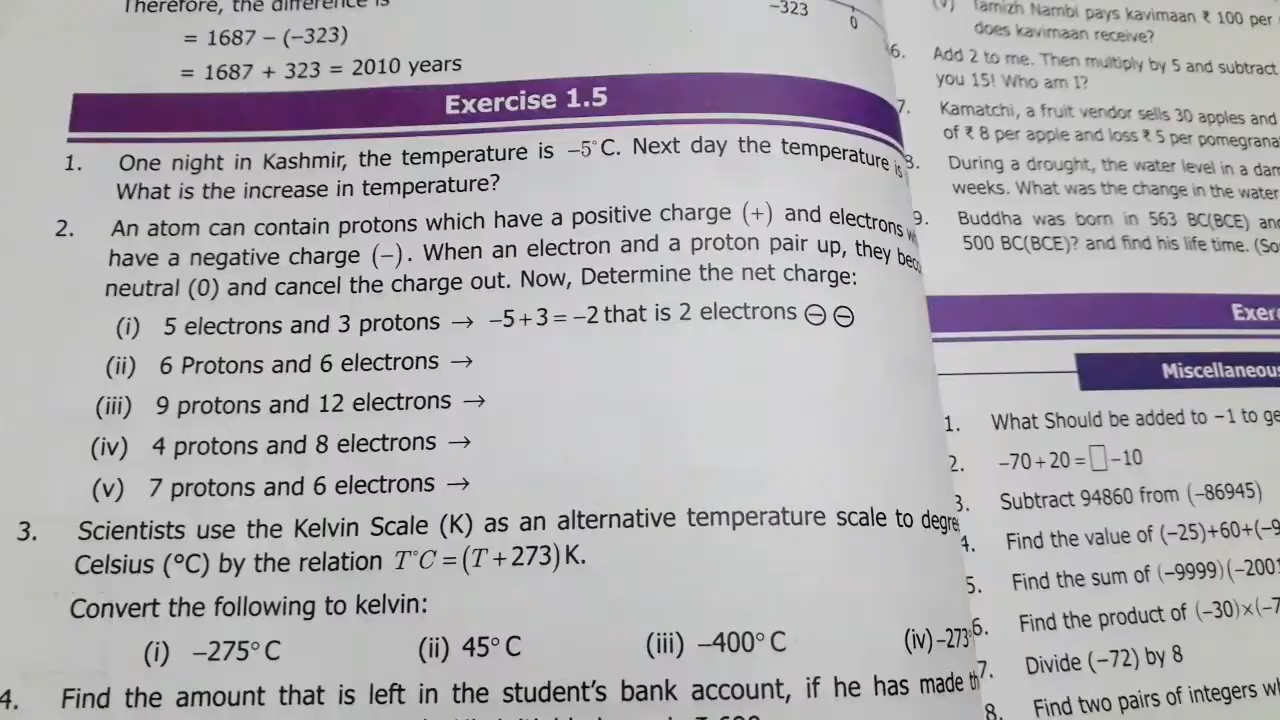 Therefore, the difference is
= 1687 – (–323)
= 1687 + 323 = 2010 years
–323
0
Exercise 1.5
1. One night in Kashmir, the temperature is –5°C. Next day the temperature is
What is the increase in temperature?
2. An atom can contain protons which have a positive charge (+) and electrons
have a negative charge (–). When an electron and a proton pair up, they
neutral (0) and cancel the charge out. Now, Determine the net charge:
(i) 5 electrons and 3 protons → –5+3=–2 that is 2 electrons ⊖ ⊖
(ii) 6 Protons and 6 electrons →
(iii) 9 protons and 12 electrons →
(iv) 4 protons and 8 electrons →
(v) 7 protons and 6 electrons →
3. Scientists use the Kelvin Scale (K) as an alternative temperature scale to
Celsius (°C) by the relation T°C=(T+273)K.
Convert the following to kelvin:
(i) –275°C (ii) 45°C (iii) –400°C (iv) –273°
4. Find the amount that is left in the student's bank account, if he has made
(v) Tamizh Nambi pays kavimaan ₹ 100 per
does kavimaan receive?
6. Add 2 to me. Then multiply by 5 and subtract
you 15! Who am I?
7. Kamatchi, a fruit vendor sells 30 apples and
of ₹ 8 per apple and loss ₹ 5 per
8. During a drought, the water level in a
weeks. What was the change in the water
9. Buddha was born in 563 BC(BCE)
500 BC(BCE)? and find his life time.
Miscellaneous
1. What Should be added to –1 to
2. –70+20=□–10
3. Subtract 94860 from (–86945)
4. Find the value of (–25)+60+(–9
5. Find the sum of (–9999)(–2001
6. Find the product of (–30)×(–7
7. Divide (–72) by 8
8. Find two pairs of integers